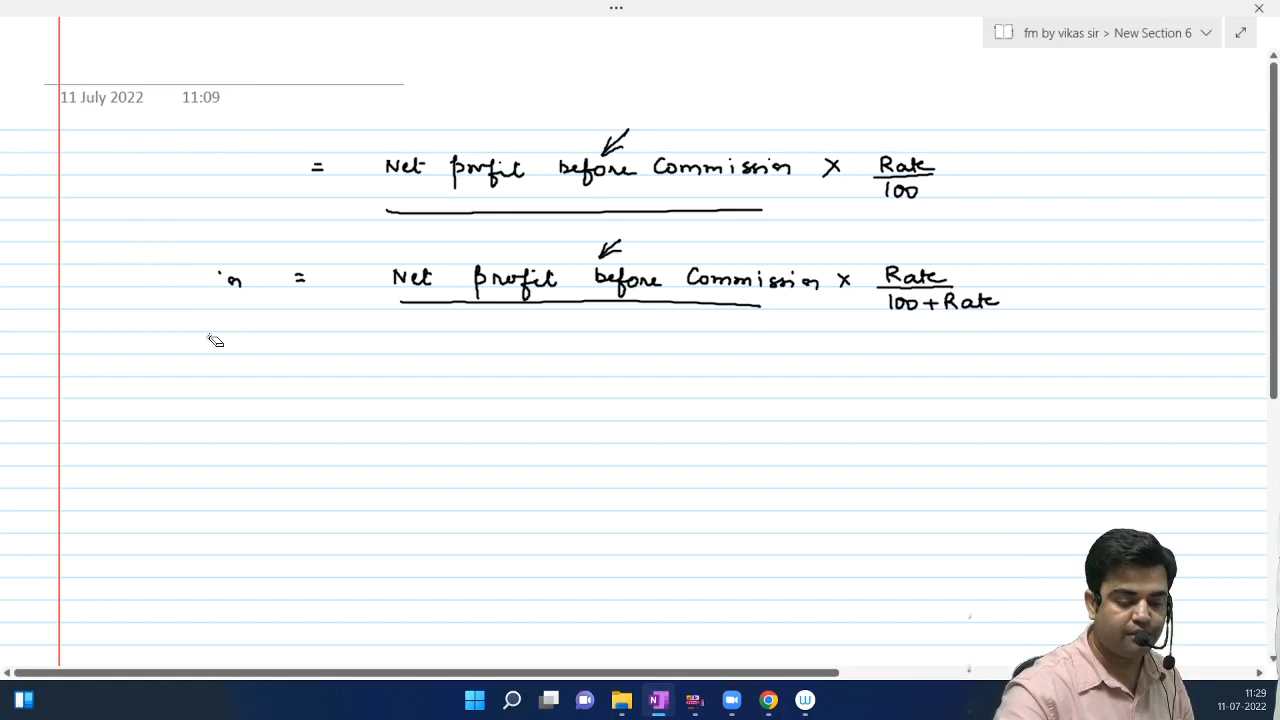 fm by vikas sir > New Section 6
11 July 2022 11:09
= Net profit before Commission × Rate/100
in = Net profit before Commission × Rate/100 + Rate
11:29
11-07-2022